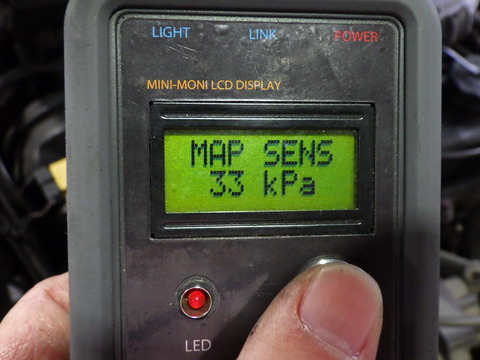 LIGHT LINK POWER
MINI-MONI LCD DISPLAY
MAP SENS
33 kPa
LED